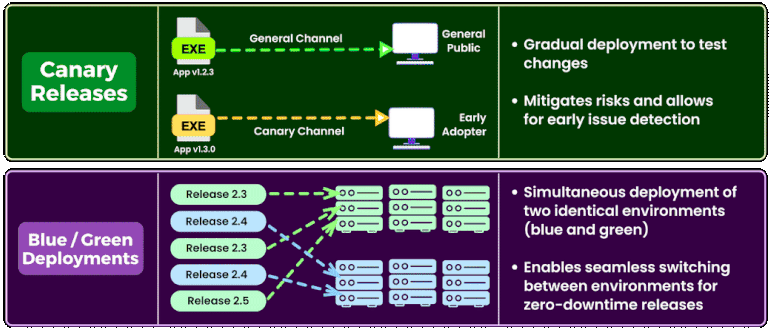 Canary
Releases
EXE
App v1.2.3
General Channel
General
Public
EXE
App v1.3.0
Canary Channel
Early
Adopter
• Gradual deployment to test
changes
• Mitigates risks and allows
for early issue detection
Blue / Green
Deployments
Release 2.3
Release 2.4
Release 2.3
Release 2.4
Release 2.5
• Simultaneous deployment of
two identical environments
(blue and green)
• Enables seamless switching
between environments for
zero-downtime releases